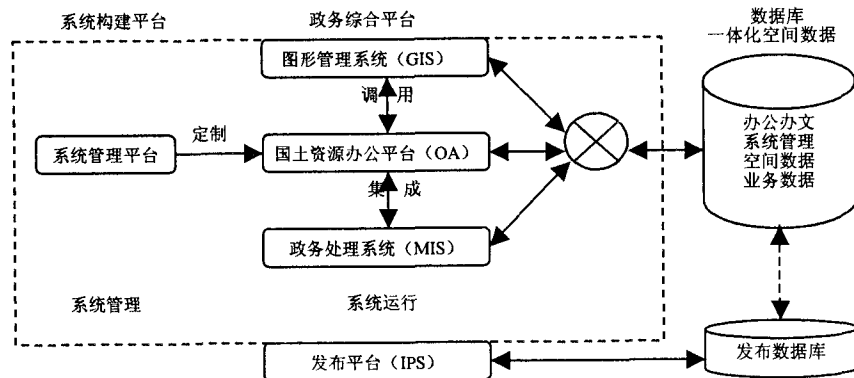 系统构建平台
政务综合平台
数据库
一体化空间数据
图形管理系统（GIS）
调 用
系统管理平台
定制
国土资源办公平台（OA）
集 成
政务处理系统（MIS）
办公办文
系统管理
空间数据
业务数据
系统管理
系统运行
发布平台（IPS）
发布数据库